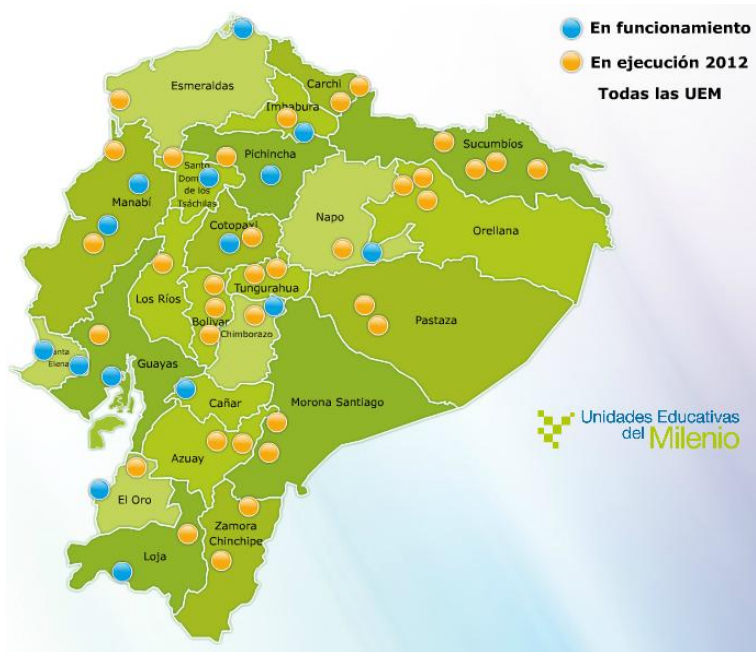 En funcionamiento
En ejecución 2012
Todas las UEM
Esmeraldas
Carchi
Imbabura
Sucumbíos
Pichincha
Santo
Domingo
de los
Tsáchilas
Manabí
Napo
Orellana
Cotopaxi
Los Ríos
Tungurahua
Pastaza
Bolívar
Chimborazo
Santa
Elena
Guayas
Morona Santiago
Cañar
Unidades Educativas
del Milenio
Azuay
El Oro
Zamora
Chinchipe
Loja